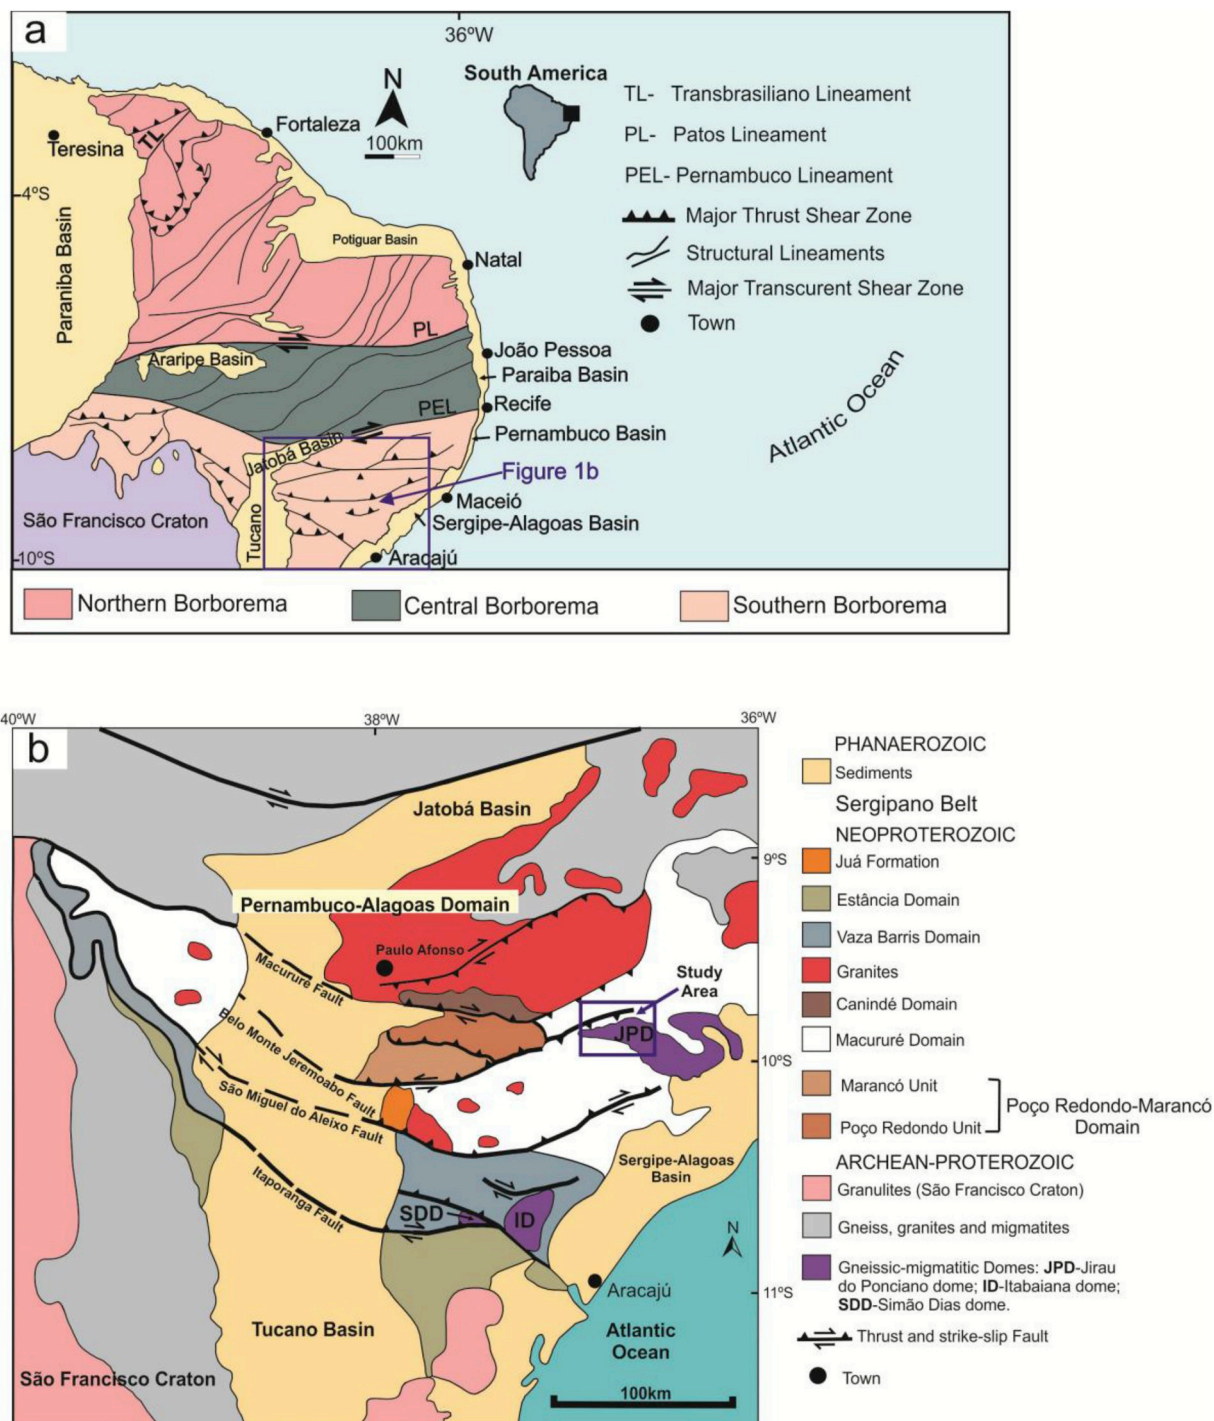 a
36ºW
N
100km
South America
TL- Transbrasiliano Lineament
PL- Patos Lineament
PEL- Pernambuco Lineament
Major Thrust Shear Zone
Structural Lineaments
Major Transcurent Shear Zone
Town
Teresina
TL
Fortaleza
4ºS
Paraniba Basin
Potiguar Basin
Natal
PL
Araripe Basin
João Pessoa
Paraiba Basin
PEL
Recife
Pernambuco Basin
Jatobá Basin
Figure 1b
Maceió
São Francisco Craton
Tucano
Sergipe-Alagoas Basin
10ºS
Aracajú
Atlantic Ocean
Northern Borborema
Central Borborema
Southern Borborema
40ºW
38ºW
36ºW
b
Jatobá Basin
9ºS
Pernambuco-Alagoas Domain
Paulo Afonso
Macururé Fault
Study
Area
JPD
10ºS
Belo Monte Jeremoabo Fault
São Miguel do Aleixo Fault
Itaporanga Fault
Sergipe-Alagoas
Basin
SDD
ID
N
Aracajú
11ºS
Tucano Basin
Atlantic
Ocean
São Francisco Craton
100km
PHANAEROZOIC
Sediments
Sergipano Belt
NEOPROTEROZOIC
Juá Formation
Estância Domain
Vaza Barris Domain
Granites
Canindé Domain
Macururé Domain
Marancó Unit
Poço Redondo Unit
Poço Redondo-Marancó
Domain
ARCHEAN-PROTEROZOIC
Granulites (São Francisco Craton)
Gneiss, granites and migmatites
Gneissic-migmatitic Domes: JPD-Jirau
do Ponciano dome; ID-Itabaiana dome;
SDD-Simão Dias dome.
Thrust and strike-slip Fault
Town